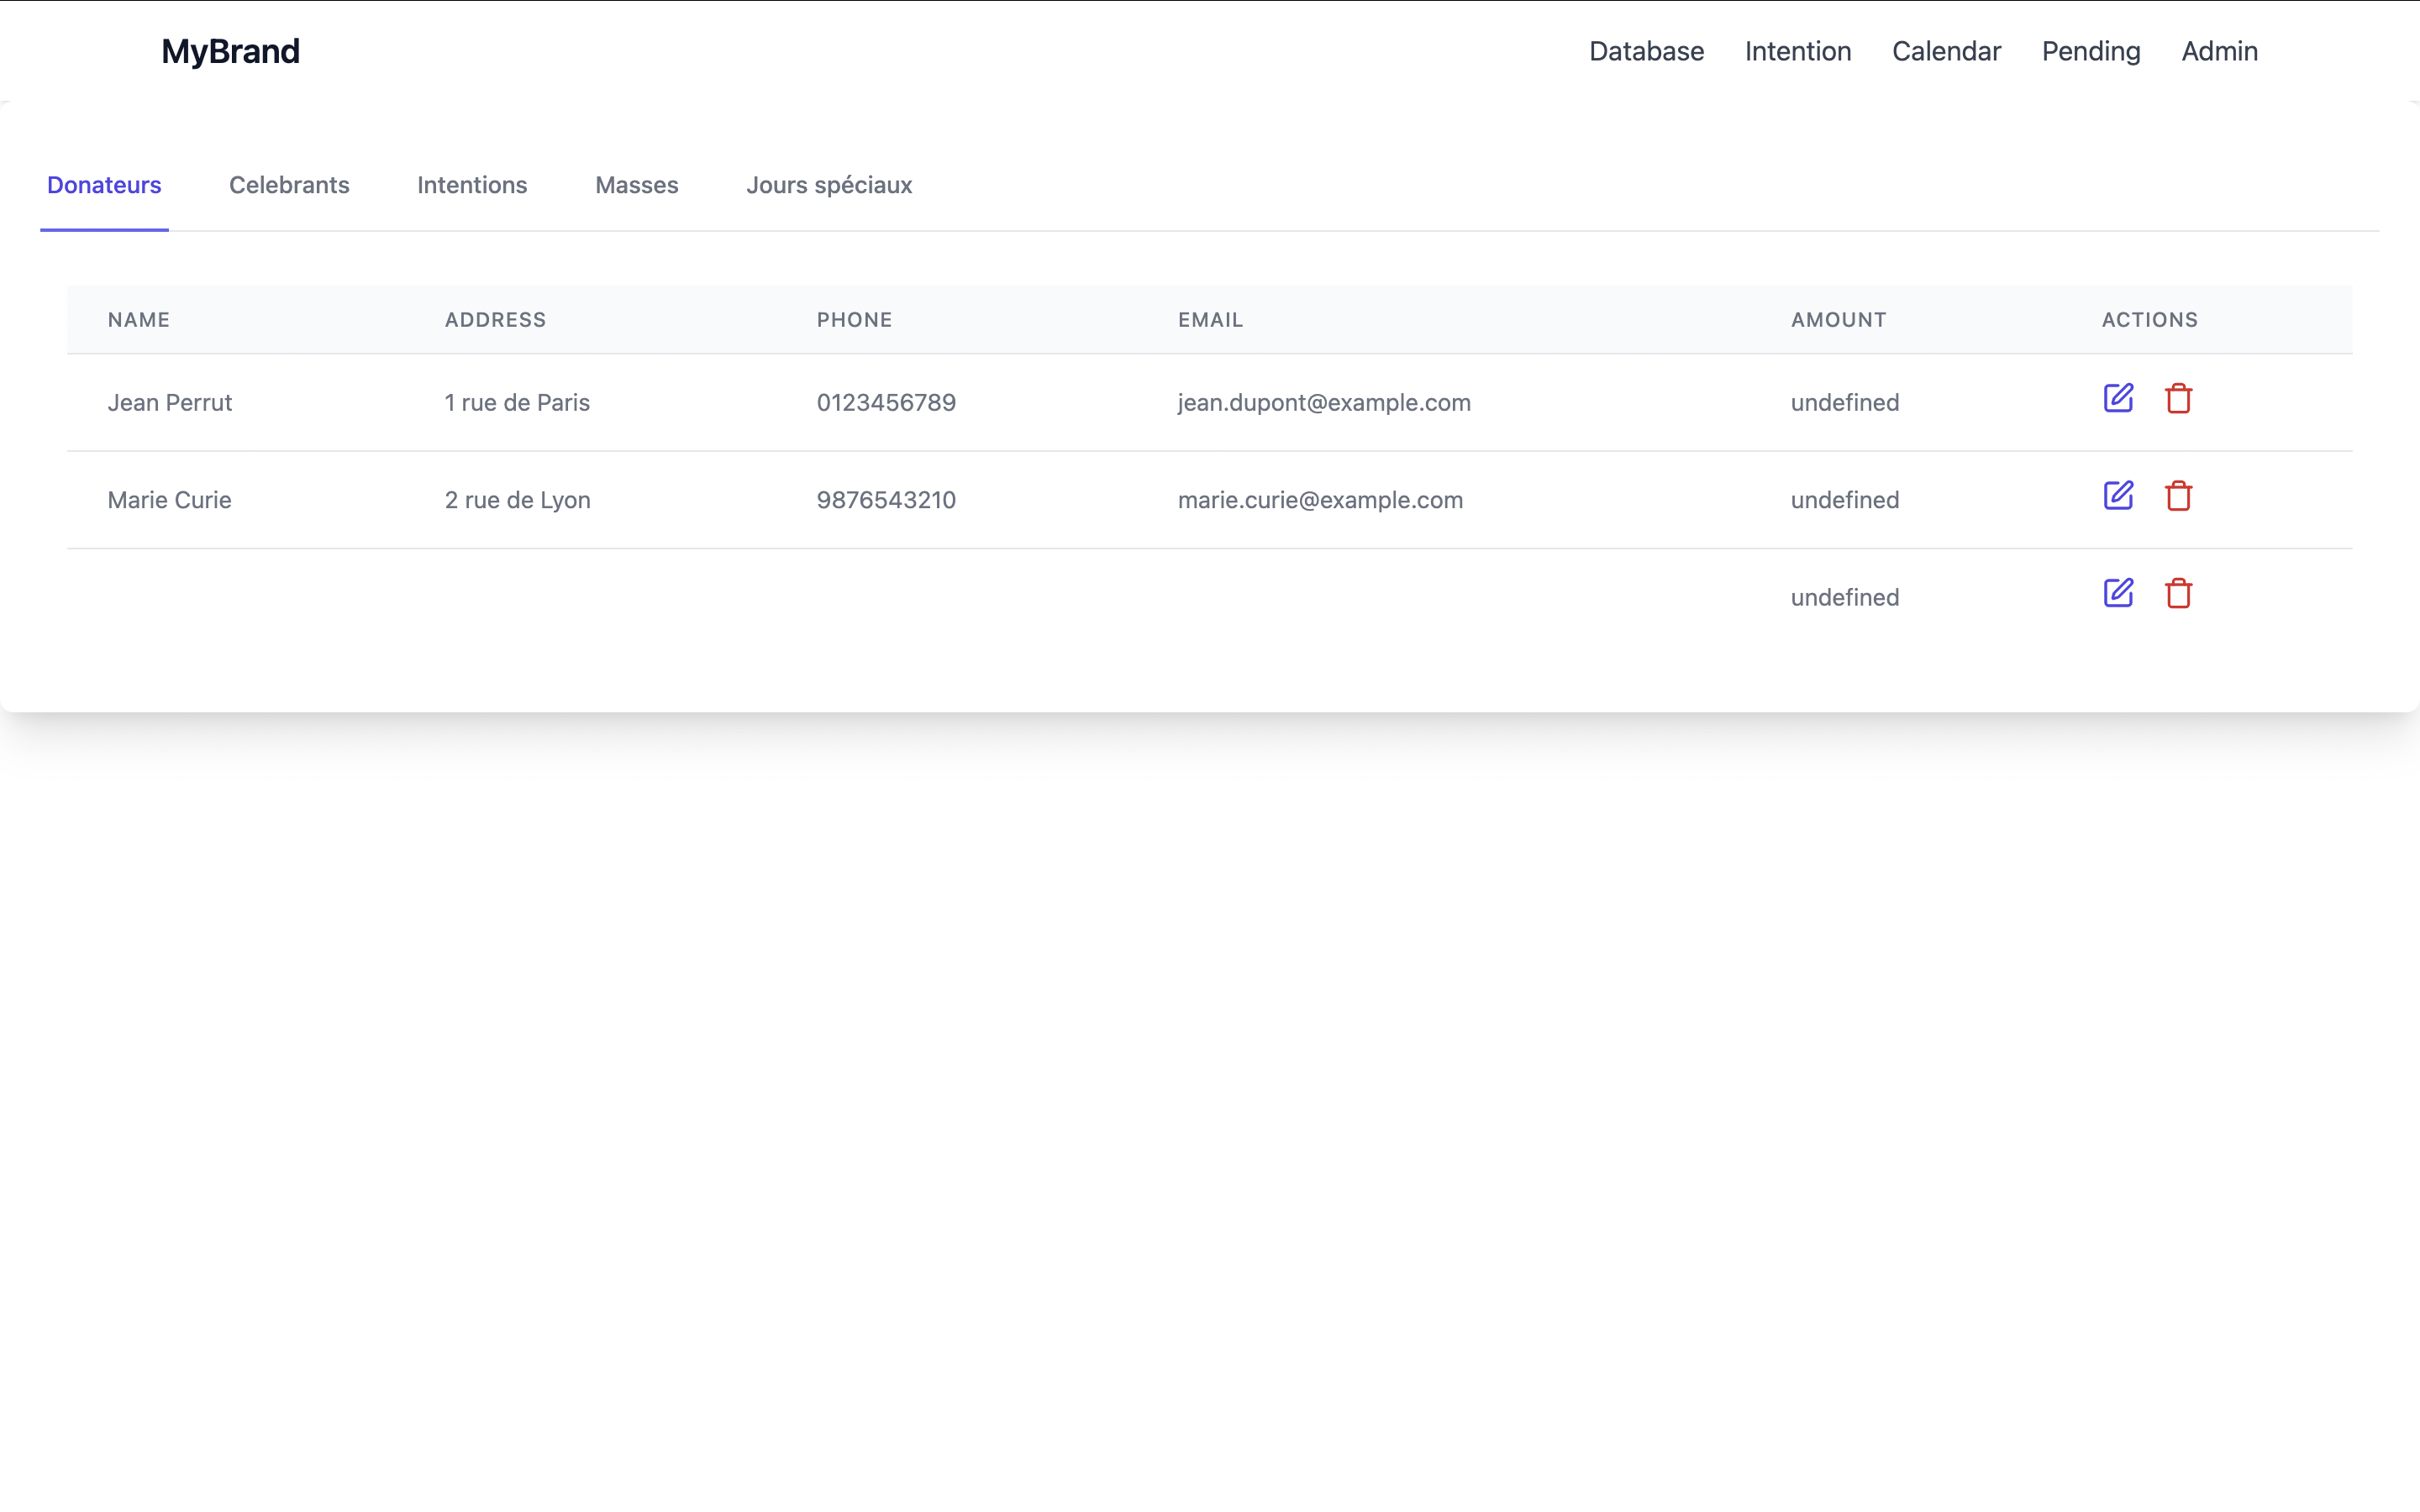 MyBrand Database Intention Calendar Pending Admin
Donateurs Celebrants Intentions Masses Jours spéciaux
NAME ADDRESS PHONE EMAIL AMOUNT ACTIONS
Jean Perrut 1 rue de Paris 0123456789 jean.dupont@example.com undefined
Marie Curie 2 rue de Lyon 9876543210 marie.curie@example.com undefined
undefined